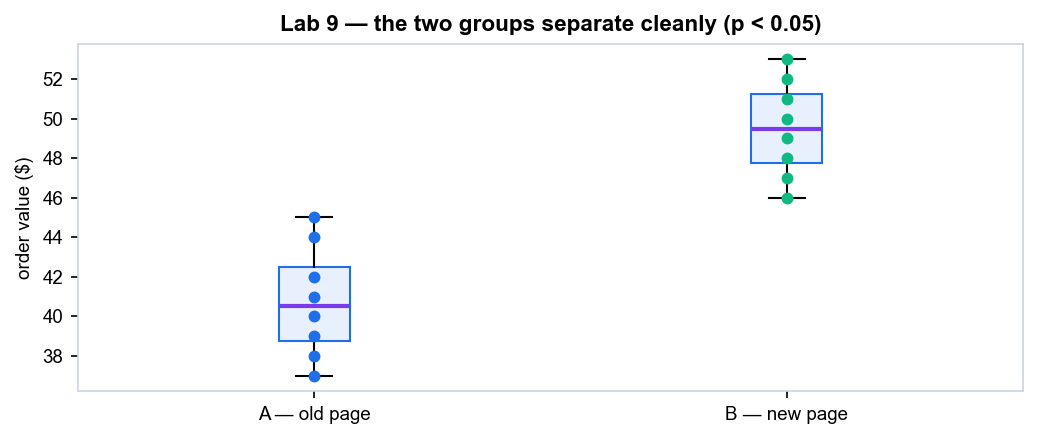 Lab 9 — the two groups separate cleanly (p < 0.05)
order value ($)
52
50
48
46
44
42
40
38
A — old page
B — new page